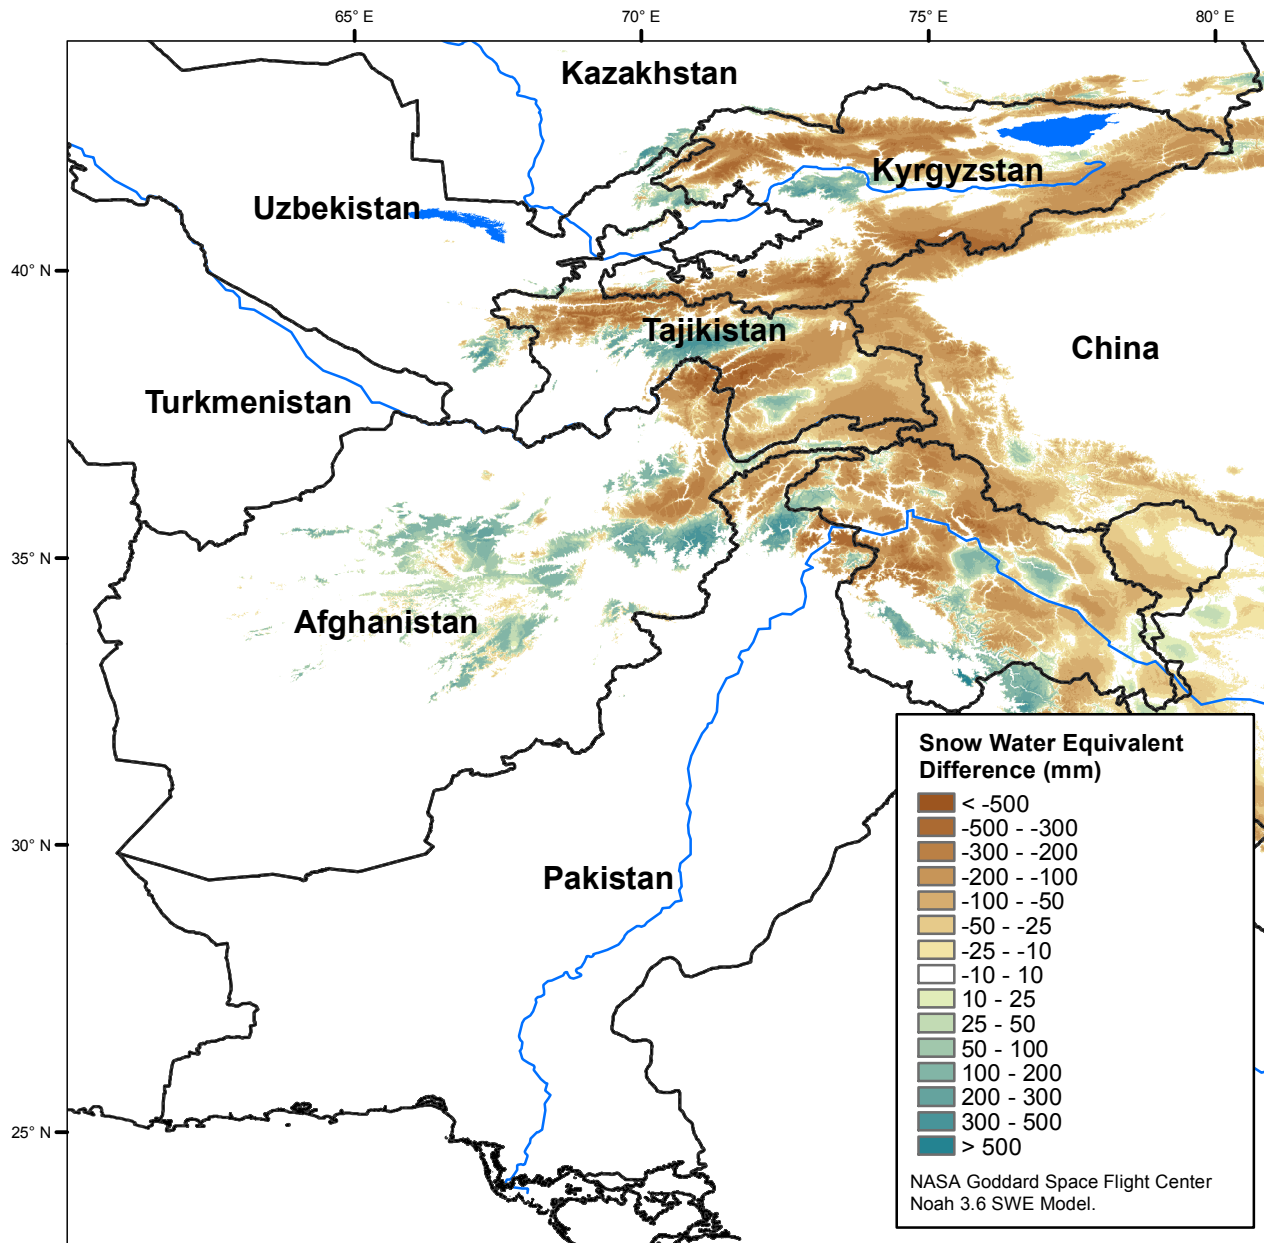 65° E
70° E
75° E
80° E
Kazakhstan
Kyrgyzstan
Uzbekistan
40° N
Tajikistan
China
Turkmenistan
35° N
Afghanistan
Snow Water Equivalent
Difference (mm)
< -500
-500 - -300
-300 - -200
-200 - -100
-100 - -50
-50 - -25
-25 - -10
-10 - 10
10 - 25
25 - 50
50 - 100
100 - 200
200 - 300
300 - 500
> 500
NASA Goddard Space Flight Center
Noah 3.6 SWE Model.
30° N
Pakistan
25° N